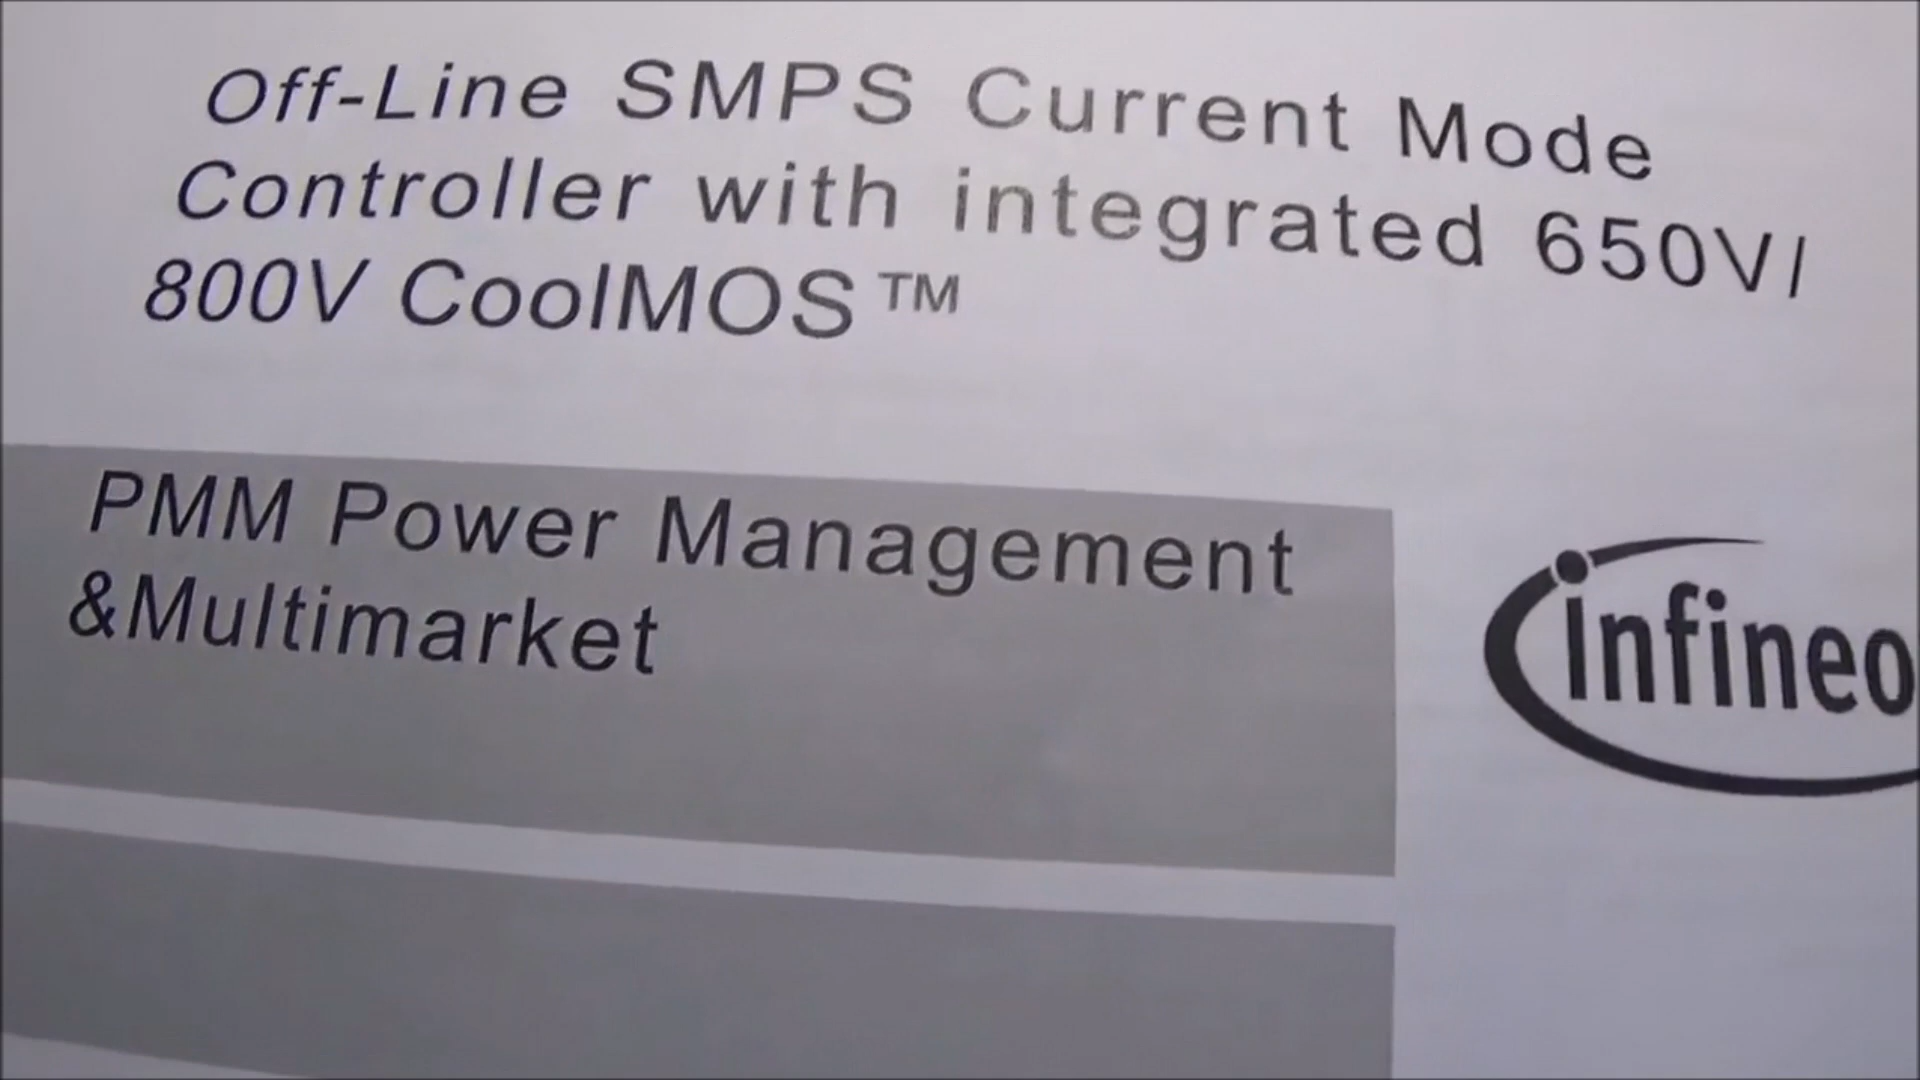 Off-Line SMPS Current Mode
Controller with integrated 650V/
800V CoolMOS™
PMM Power Management
&Multimarket
infineo